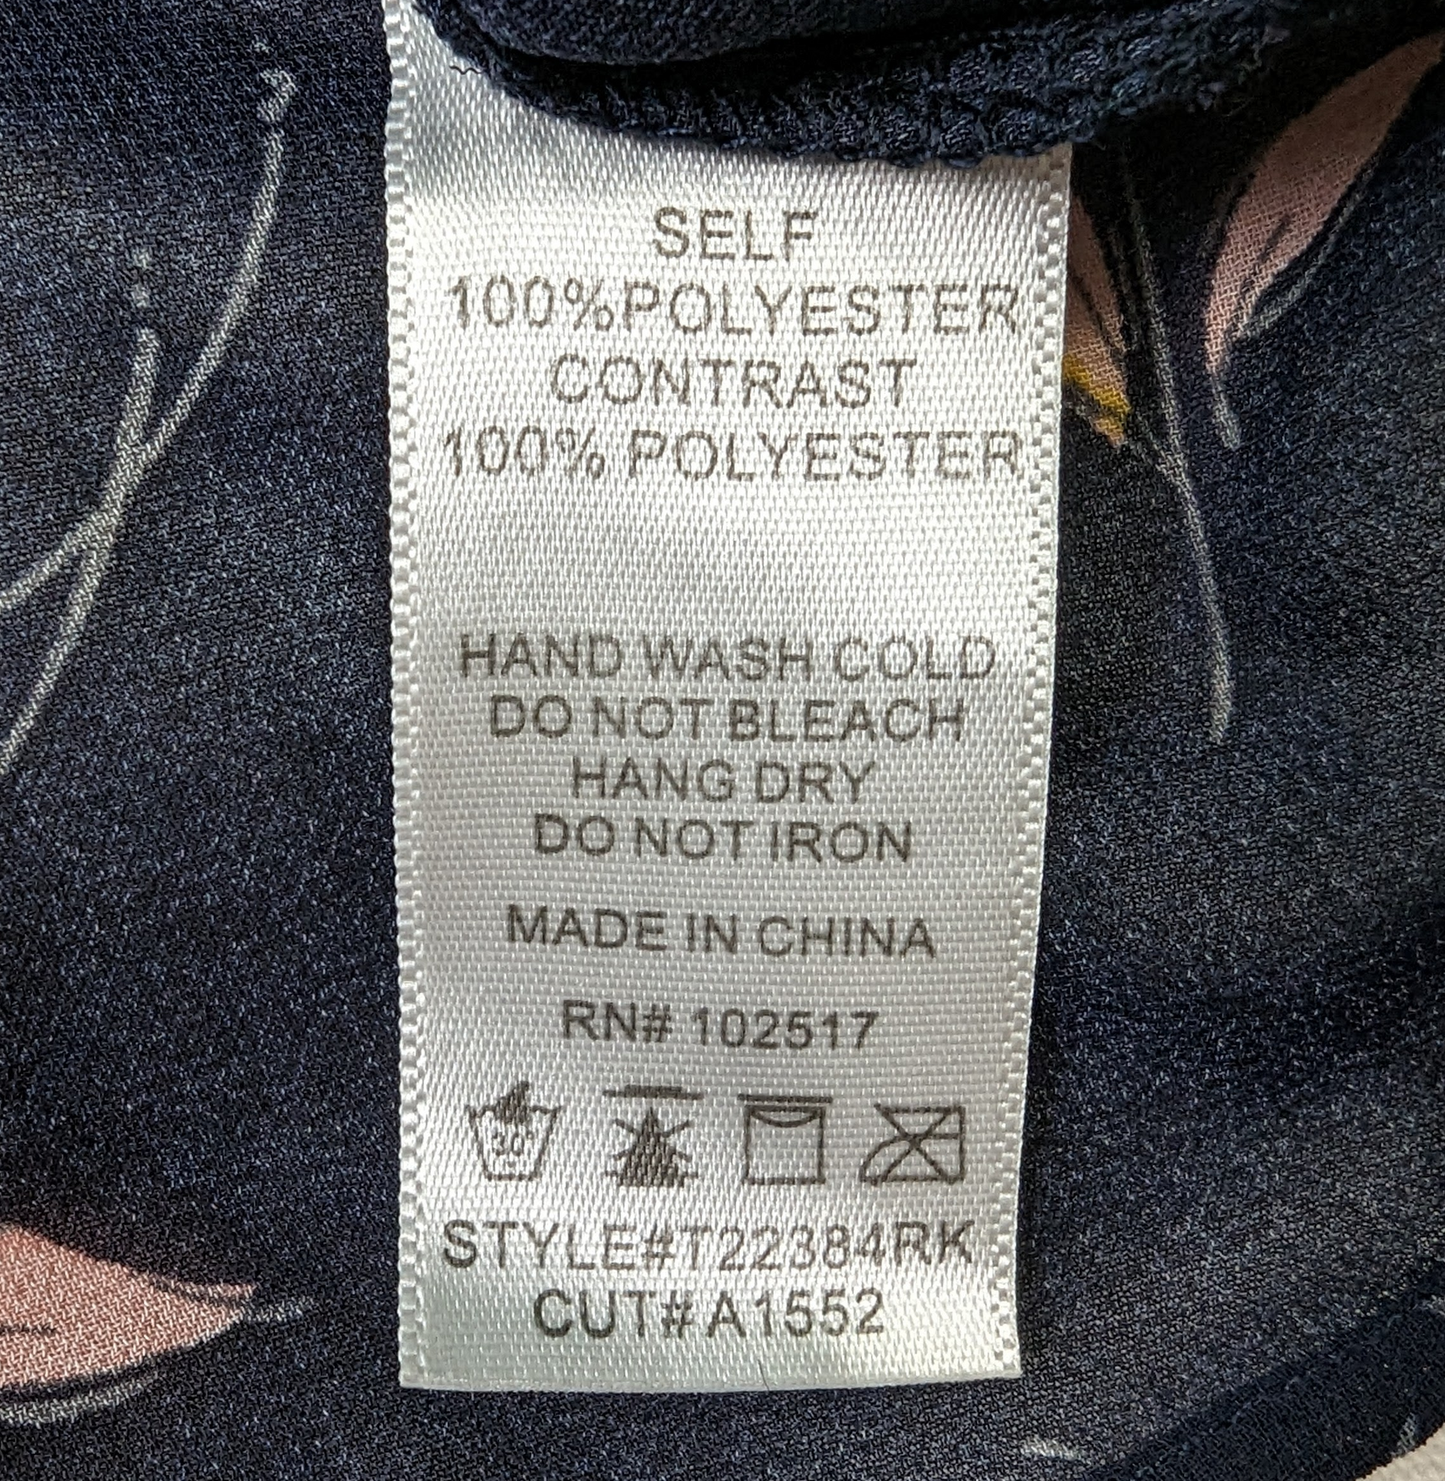 SELF
100%POLYESTER
CONTRAST
100% POLYESTER
HAND WASH COLD
DO NOT BLEACH
HANG DRY
DO NOT IRON
MADE IN CHINA
RN# 102517
30°
STYLE#T22384RK
CUT# A1552